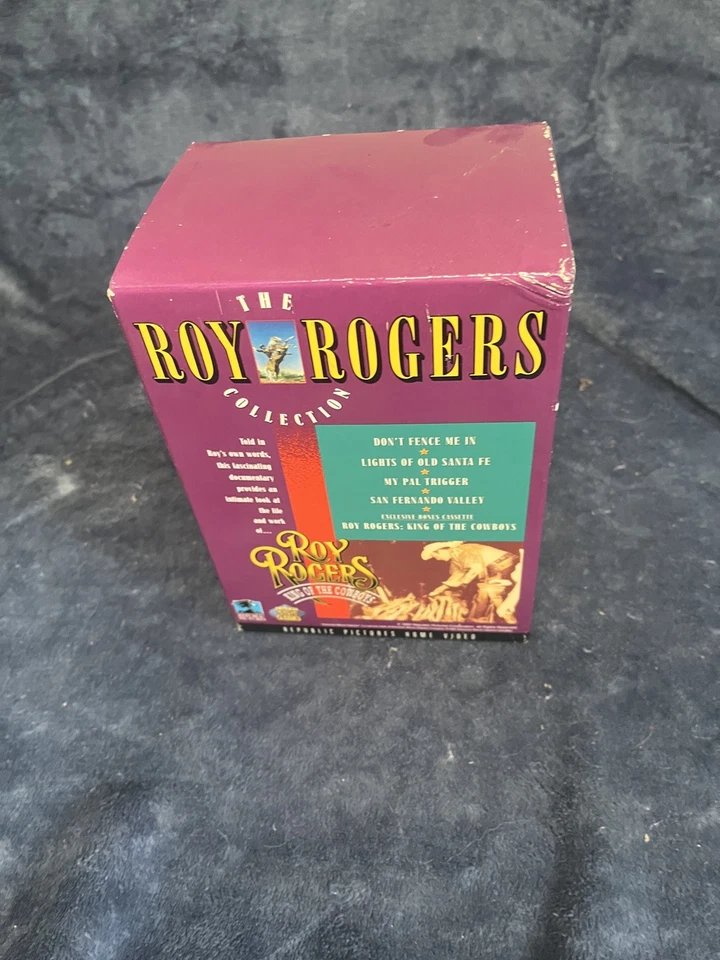 THE
ROY ROGERS
COLLECTION
Told in
Roy's own words,
this fascinating
documentary
provides an
intimate look at
the life
and work
of...
DON'T FENCE ME IN
LIGHTS OF OLD SANTA FE
MY PAL TRIGGER
SAN FERNANDO VALLEY
EXCLUSIVE BONUS CASSETTE
ROY ROGERS: KING OF THE COWBOYS
ROY
ROGERS
KING OF THE COWBOYS
REPUBLIC PICTURES HOME VIDEO